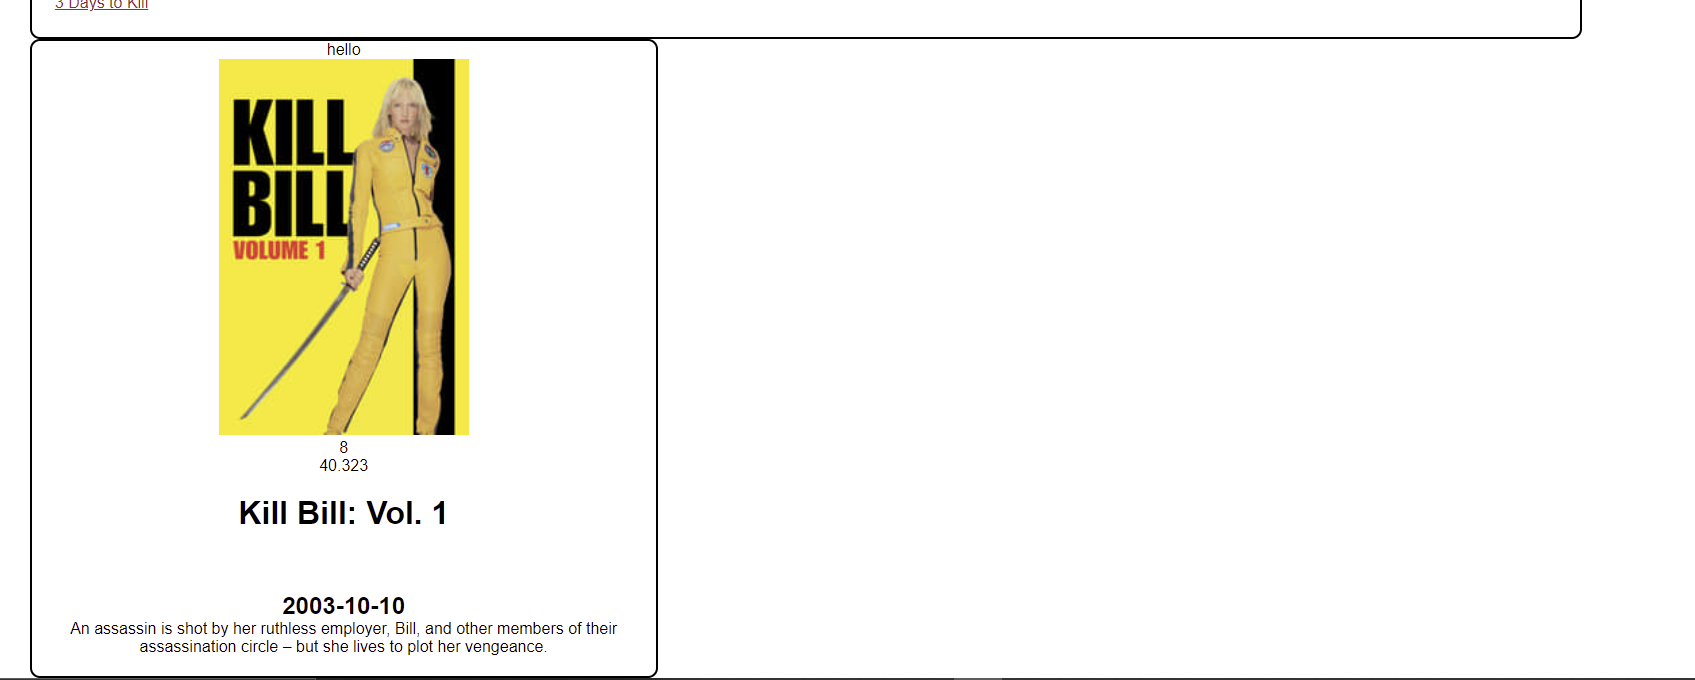 3 Days to Kill
hello
KILL
BILL
VOLUME 1
8
40.323
Kill Bill: Vol. 1
2003-10-10
An assassin is shot by her ruthless employer, Bill, and other members of their
assassination circle – but she lives to plot her vengeance.